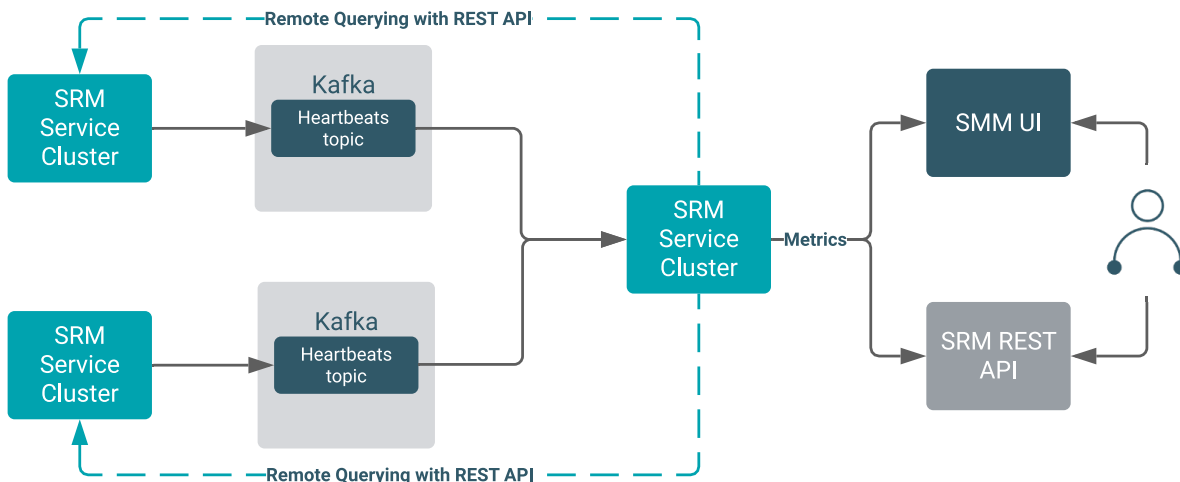 Remote Querying with REST API
SRM
Service
Cluster
Kafka
Heartbeats
topic
SRM
Service
Cluster
Kafka
Heartbeats
topic
SRM
Service
Cluster
Metrics
SMM UI
SRM REST
API
Remote Querying with REST API